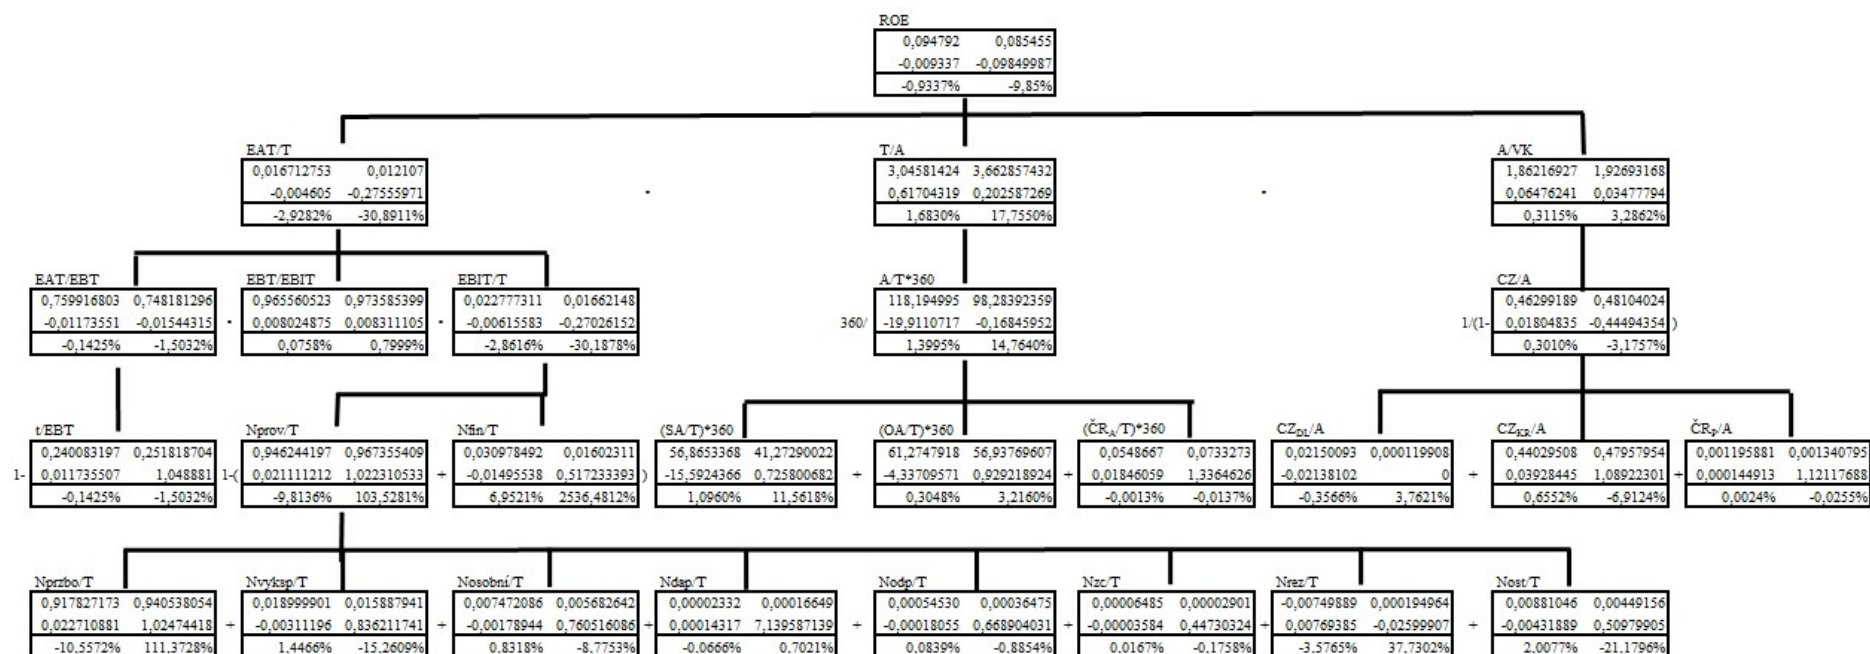 ROE
0,094792 0,085455
-0,009337 -0,09849987
-0,9337% -9,85%
EAT/T T/A A/VK
0,016712753 0,012107 3,04581424 3,662857432 1,86216927 1,92693168
-0,004605 -0,27555971 · 0,61704319 0,202587269 · 0,06476241 0,03477794
-2,9282% -30,8911% 1,6830% 17,7550% 0,3115% 3,2862%
EAT/EBT EBT/EBIT EBIT/T A/T*360 CZ/A
0,759916803 0,748181296 0,965560523 0,973585399 0,022777311 0,01662148 118,194995 98,28392359 0,46299189 0,48104024
-0,01173551 -0,01544315 · 0,008024875 0,008311105 · -0,00615583 -0,27026152 360/ -19,9110717 -0,16845952 1/(1- 0,01804835 -0,44494354 )
-0,1425% -1,5032% 0,0758% 0,7999% -2,8616% -30,1878% 1,3995% 14,7640% 0,3010% -3,1757%
t/EBT Nprov/T Nfin/T (SA/T)*360 (OA/T)*360 (ČR_A/T)*360 CZ_DL/A CZ_KR/A ČR_P/A
0,240083197 0,251818704 0,946244197 0,967355409 0,030978492 0,01602311 56,8653368 41,27290022 61,2747918 56,93769607 0,0548667 0,0733273 0,02150093 0,000119908 0,44029508 0,47957954 0,001195881 0,001340795
1- 0,011735507 1,048881 1-( 0,021111212 1,022310533 + -0,01495538 0,517233393 ) -15,5924366 0,725800682 + -4,33709571 0,929218924 + 0,01846059 1,3364626 -0,02138102 0 + 0,03928445 1,08922301 + 0,000144913 1,12117688
-0,1425% -1,5032% -9,8136% 103,5281% 6,9521% 2536,4812% 1,0960% 11,5618% 0,3048% 3,2160% -0,0013% -0,0137% -0,3566% 3,7621% 0,6552% -6,9124% 0,0024% -0,0255%
Nprzbo/T Nvyksp/T Nosobní/T Ndap/T Nodp/T Nzc/T Nrez/T Nost/T
0,917827173 0,940538054 0,018999901 0,015887941 0,007472086 0,005682642 0,00002332 0,00016649 0,00054530 0,00036475 0,00006485 0,00002901 -0,00749889 0,000194964 0,00881046 0,00449156
0,022710881 1,02474418 + -0,00311196 0,836211741 + -0,00178944 0,760516086 + 0,00014317 7,139587139 + -0,00018055 0,668904031 + -0,00003584 0,44730324 + 0,00769385 -0,02599907 + -0,00431889 0,50979905
-10,5572% 111,3728% 1,4466% -15,2609% 0,8318% -8,7753% -0,0666% 0,7021% 0,0839% -0,8854% 0,0167% -0,1758% -3,5765% 37,7302% 2,0077% -21,1796%